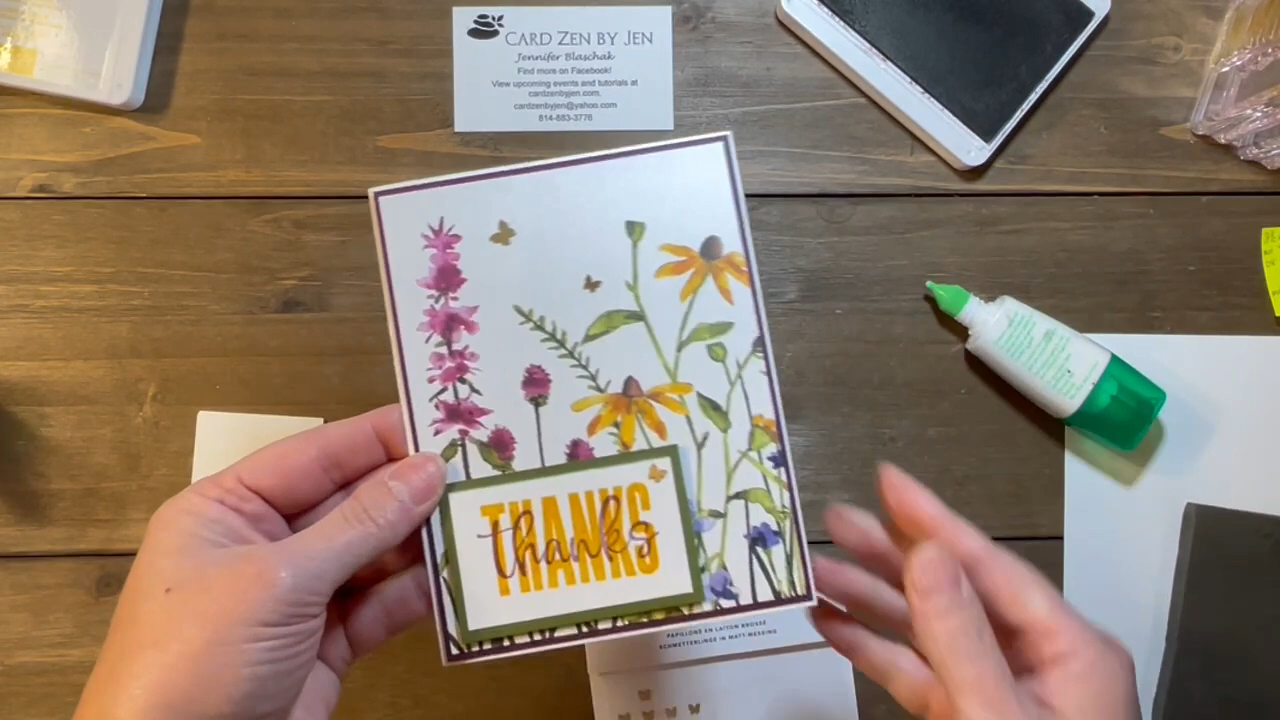 CARD ZEN BY JEN
Jennifer Blaschak
Find more on Facebook!
View upcoming events and tutorials at
cardzenbyjen.com.
cardzenbyjen@yahoo.com
814-883-3776
THANKS
thanks
PAPILLONS EN LAITON BROSSÉ
SCHMETTERLINGE IN MATT-MESSING